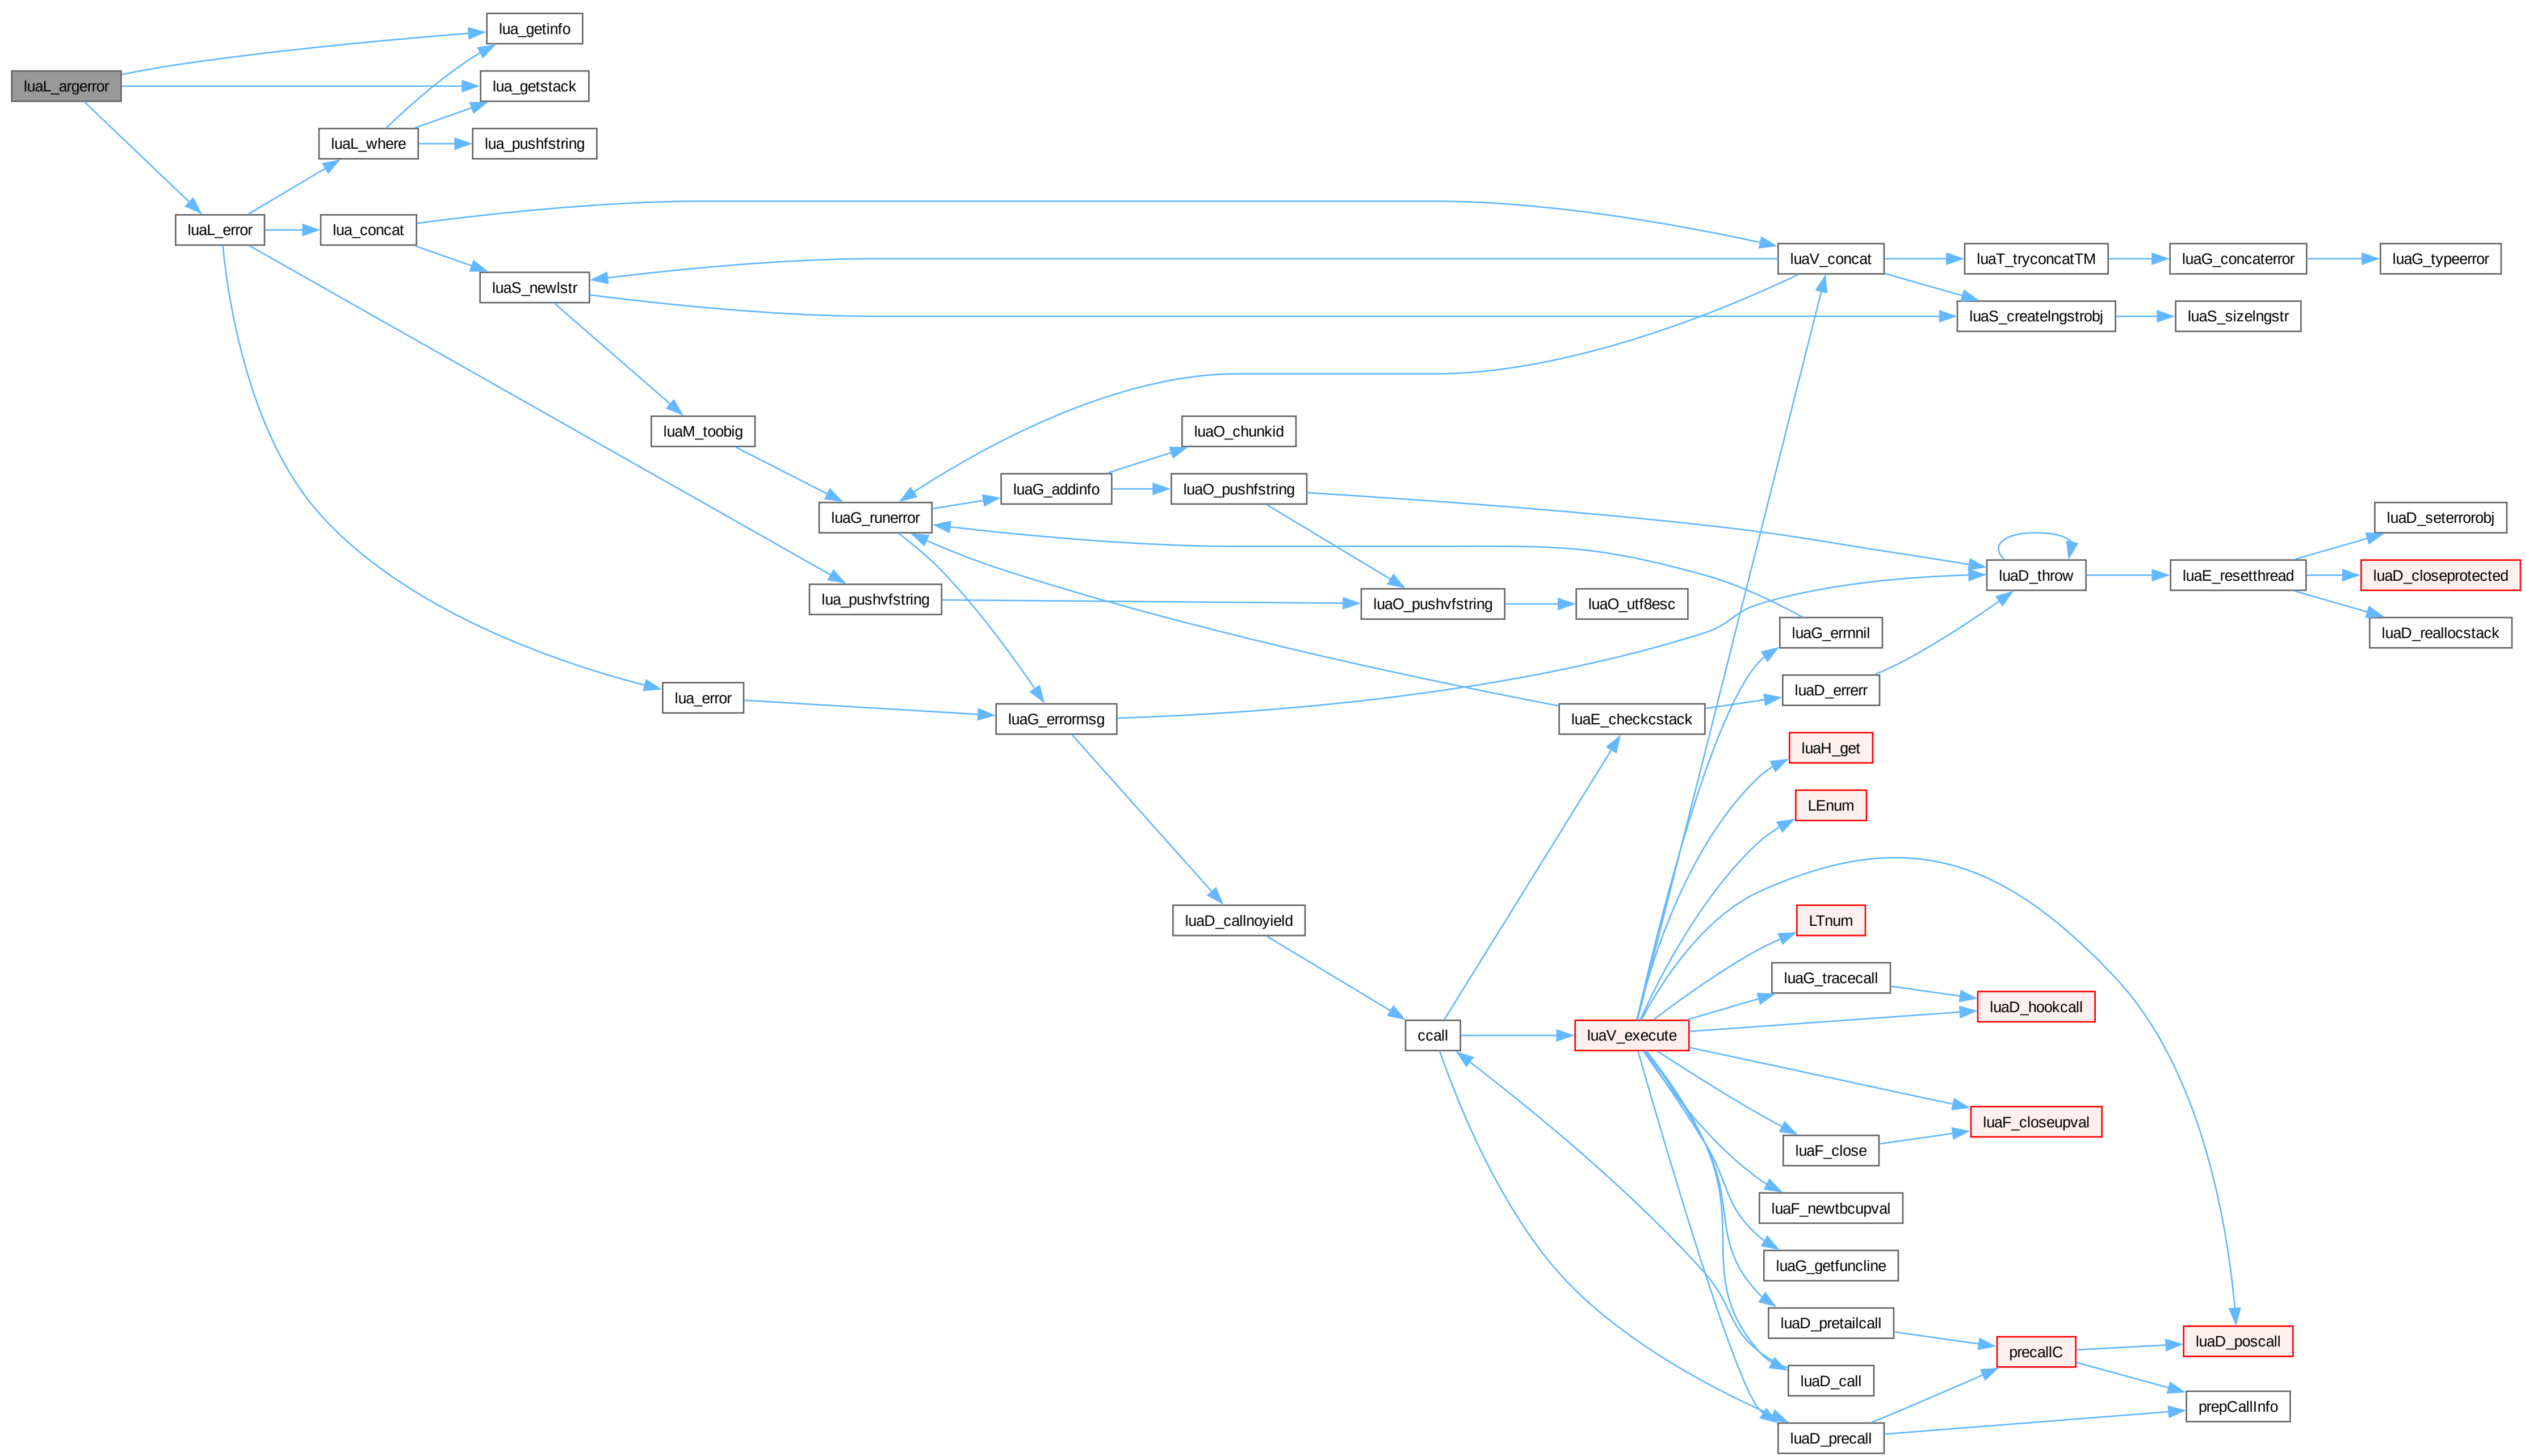 lua_getinfo
luaL_argerror
lua_getstack
luaL_where
lua_pushfstring
luaL_error
lua_concat
luaV_concat
luaT_tryconcatTM
luaG_concaterror
luaG_typeerror
luaS_newlstr
luaS_createlngstrobj
luaS_sizelngstr
luaM_toobig
luaO_chunkid
luaG_addinfo
luaO_pushfstring
luaG_runerror
luaD_seterrorobj
luaD_throw
luaE_resetthread
luaD_closeprotected
lua_pushvfstring
luaO_pushvfstring
luaO_utf8esc
luaG_errnnil
luaD_reallocstack
lua_error
luaD_errerr
luaG_errormsg
luaE_checkcstack
luaH_get
LEnum
luaD_callnoyield
LTnum
luaG_tracecall
luaD_hookcall
ccall
luaV_execute
luaF_closeupval
luaF_close
luaF_newtbcupval
luaG_getfuncline
luaD_pretailcall
luaD_poscall
precallC
luaD_call
prepCallInfo
luaD_precall